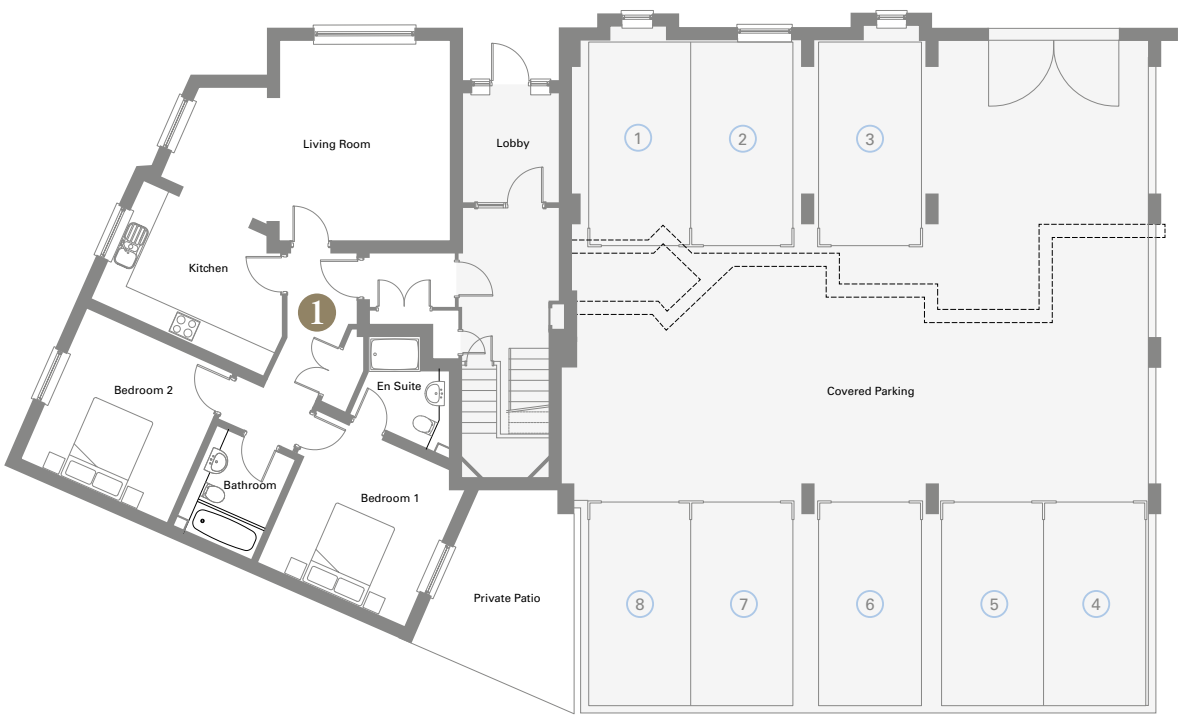 1
2
3
Living Room
Lobby
Kitchen
1
Bedroom 2
En Suite
Covered Parking
Bathroom
Bedroom 1
Private Patio
8
7
6
5
4